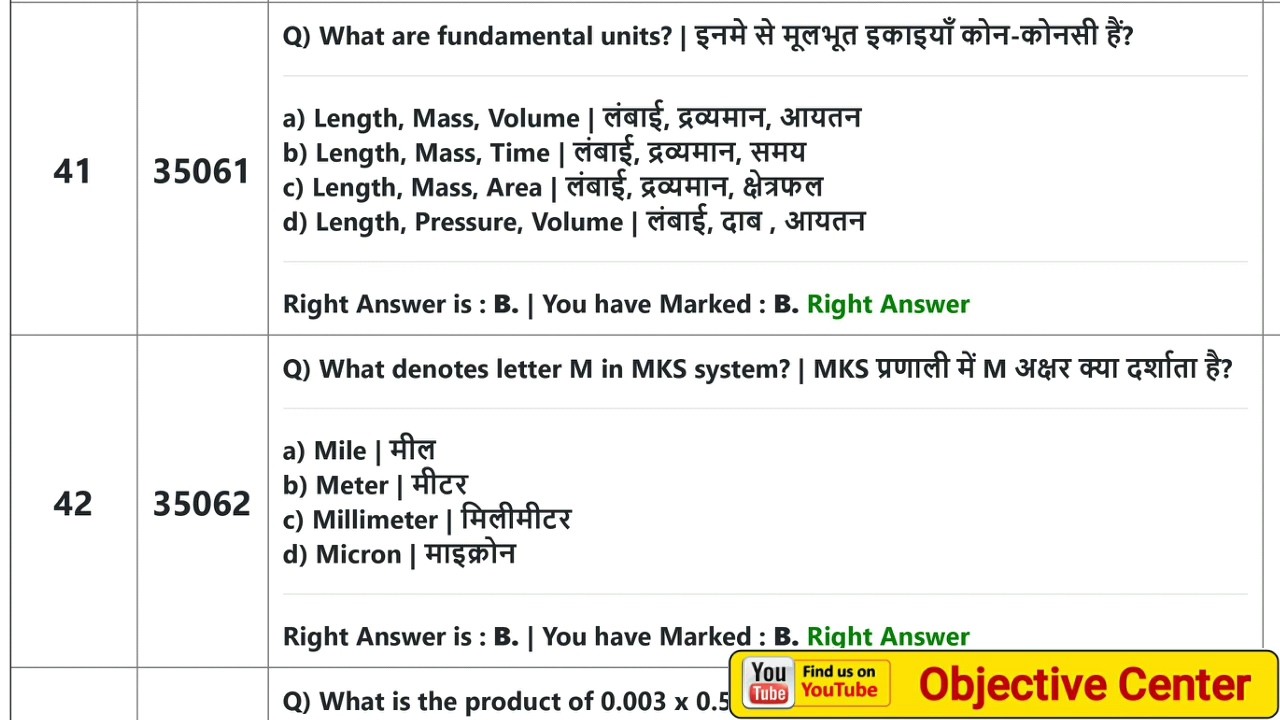 Q) What are fundamental units? | इनमे से मूलभूत इकाइयाँ कोन-कोनसी हैं?
41
35061
a) Length, Mass, Volume | लंबाई, द्रव्यमान, आयतन
b) Length, Mass, Time | लंबाई, द्रव्यमान, समय
c) Length, Mass, Area | लंबाई, द्रव्यमान, क्षेत्रफल
d) Length, Pressure, Volume | लंबाई, दाब , आयतन
Right Answer is : B. | You have Marked : B. Right Answer
Q) What denotes letter M in MKS system? | MKS प्रणाली में M अक्षर क्या दर्शाता है?
42
35062
a) Mile | मील
b) Meter | मीटर
c) Millimeter | मिलीमीटर
d) Micron | माइक्रोन
Right Answer is : B. | You have Marked : B. Right Answer
Q) What is the product of 0.003 x 0.5
You Tube
Find us on
YouTube
Objective Center